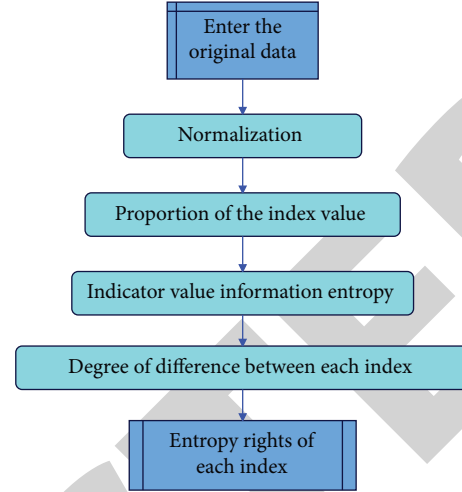 Enter the
original data
Normalization
Proportion of the index value
Indicator value information entropy
Degree of difference between each index
Entropy rights of
each index